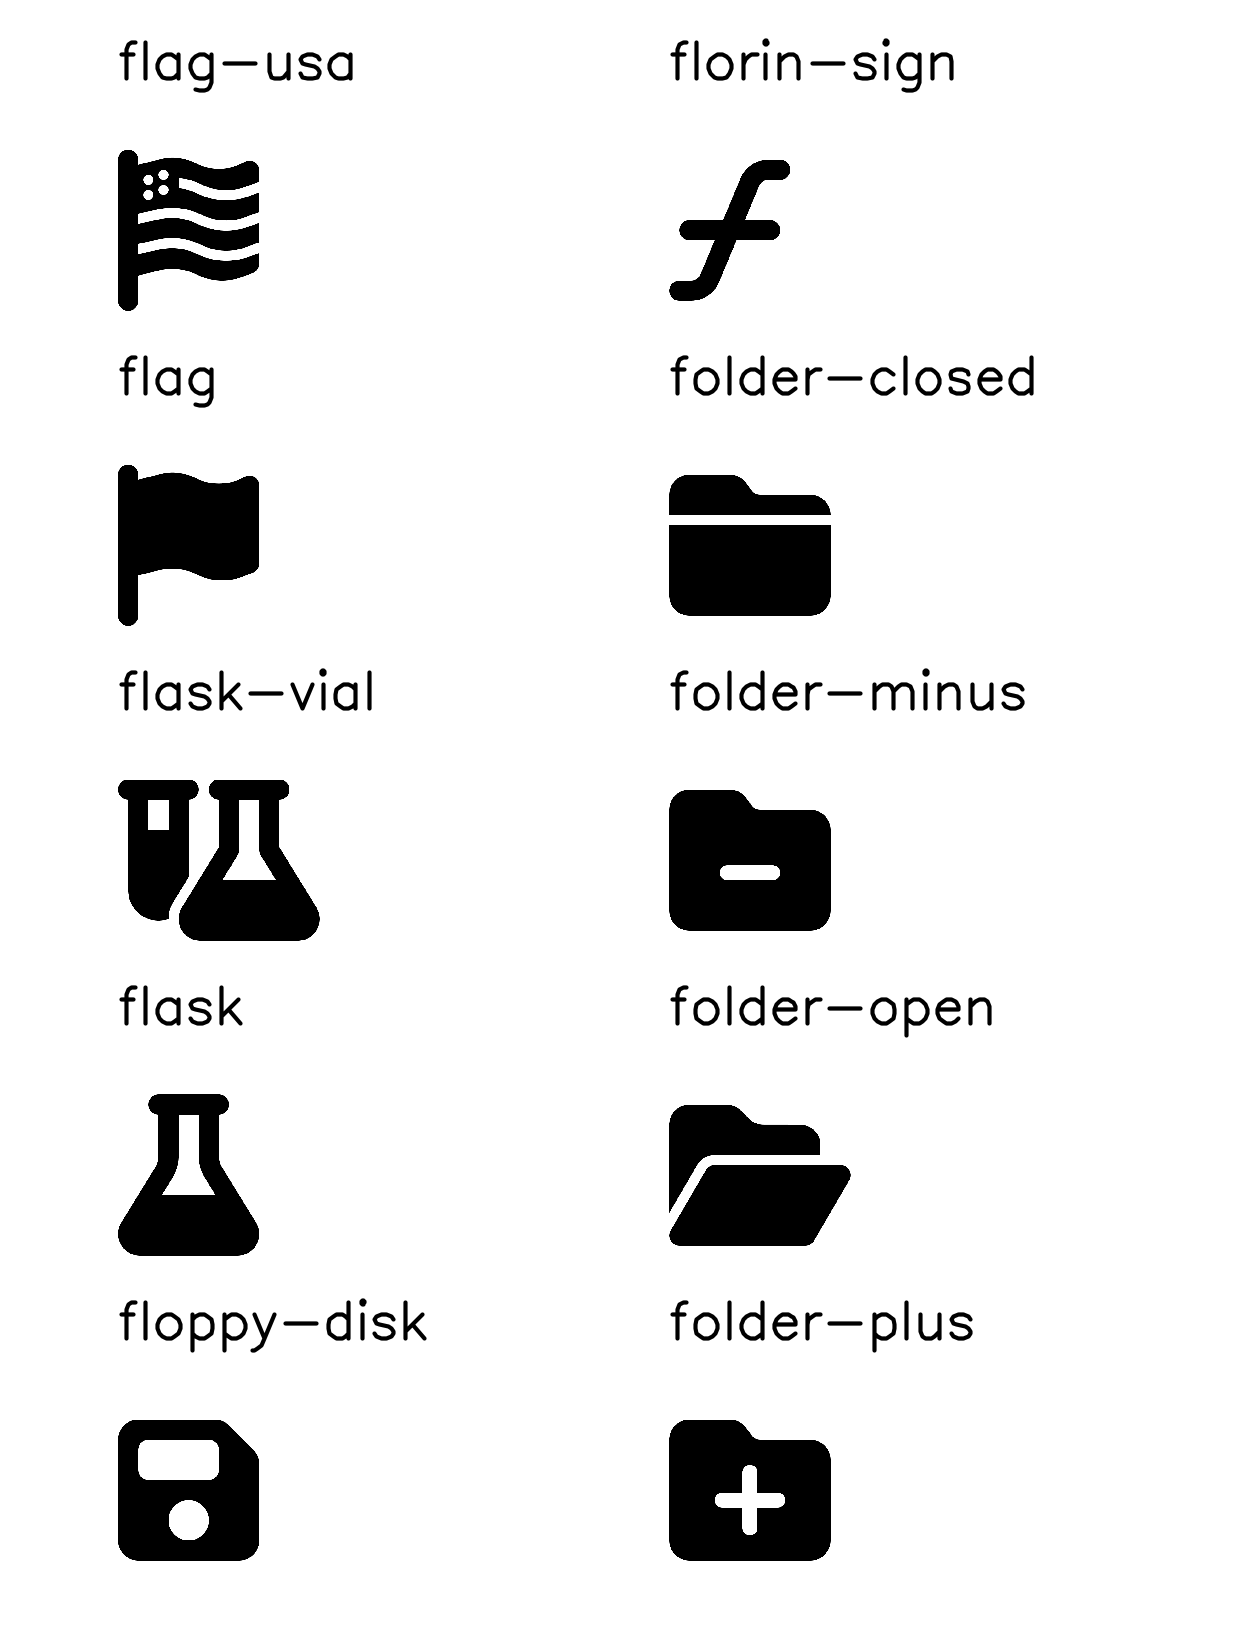 flag-usa
florin-sign
flag
folder-closed
flask-vial
folder-minus
flask
folder-open
floppy-disk
folder-plus